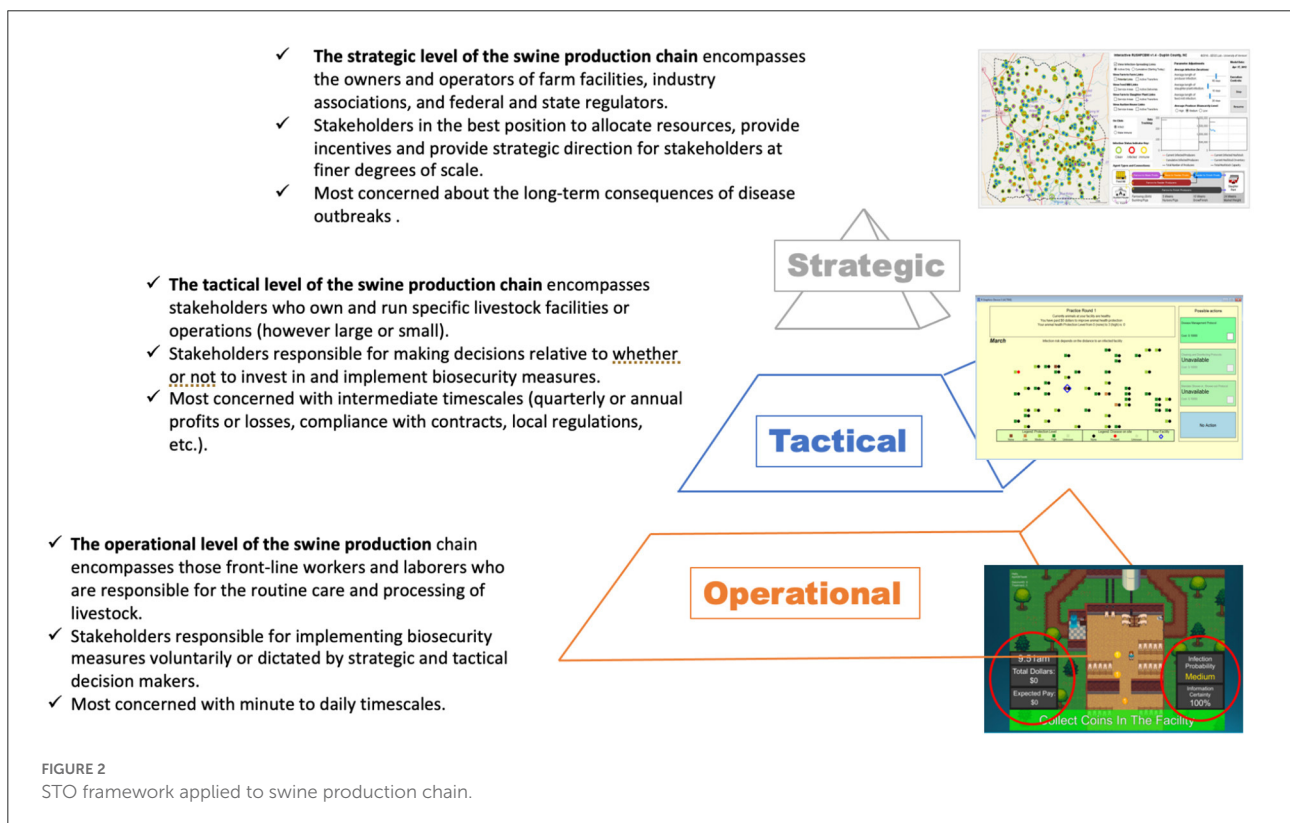 ✓ The strategic level of the swine production chain encompasses
the owners and operators of farm facilities, industry
associations, and federal and state regulators.
✓ Stakeholders in the best position to allocate resources, provide
incentives and provide strategic direction for stakeholders at
finer degrees of scale.
✓ Most concerned about the long-term consequences of disease
outbreaks .
Strategic
✓ The tactical level of the swine production chain encompasses
stakeholders who own and run specific livestock facilities or
operations (however large or small).
✓ Stakeholders responsible for making decisions relative to whether
or not to invest in and implement biosecurity measures.
✓ Most concerned with intermediate timescales (quarterly or annual
profits or losses, compliance with contracts, local regulations,
etc.).
Practice Round 1
Possible actions
March
Unavailable
Unavailable
No Action
Tactical
✓ The operational level of the swine production chain
encompasses those front-line workers and laborers who
are responsible for the routine care and processing of
livestock.
✓ Stakeholders responsible for implementing biosecurity
measures voluntarily or dictated by strategic and tactical
decision makers.
✓ Most concerned with minute to daily timescales.
Operational
9:51am
Total Dollars:
$0
Expected Pay:
$0
Infection
Probability
Medium
Information
Certainty
100%
Collect Coins In The Facility
FIGURE 2
STO framework applied to swine production chain.